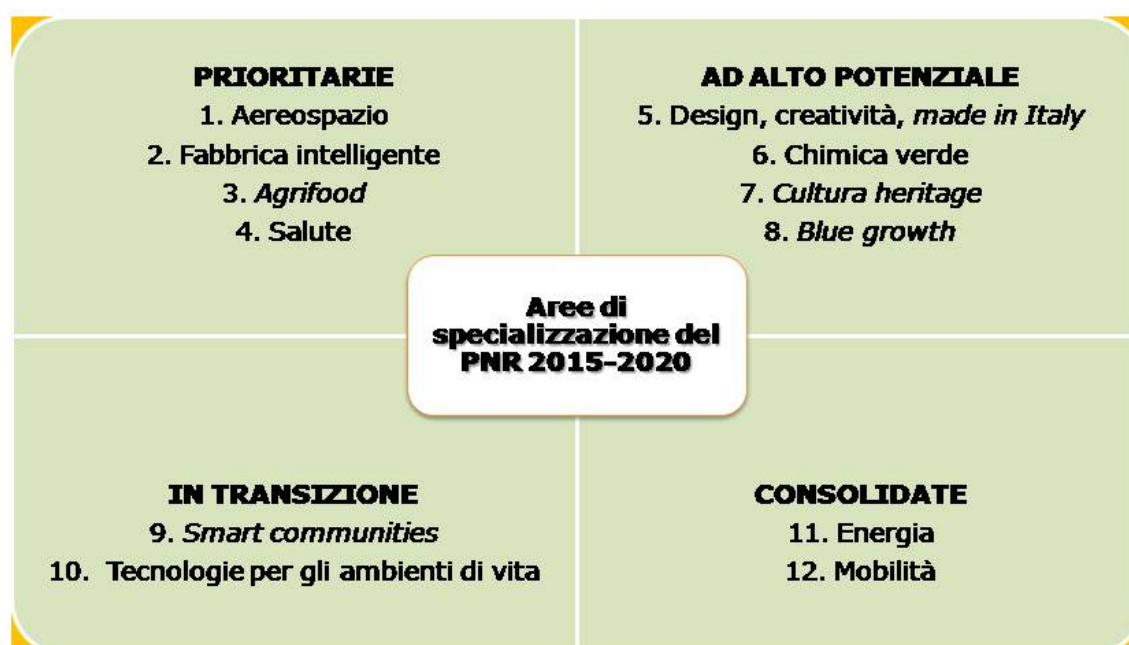 PRIORITARIE
1. Aereospazio
2. Fabbrica intelligente
3. Agrifood
4. Salute
AD ALTO POTENZIALE
5. Design, creatività, made in Italy
6. Chimica verde
7. Cultura heritage
8. Blue growth
Aree di
specializzazione del
PNR 2015-2020
IN TRANSIZIONE
9. Smart communities
10. Tecnologie per gli ambienti di vita
CONSOLIDATE
11. Energia
12. Mobilità